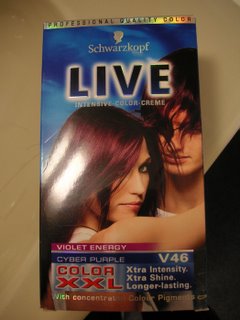 PROFESSIONAL QUALITY COLOR
Schwarzkopf
LIVE
INTENSIVE-COLOR-CREME
VIOLET ENERGY
CYBER PURPLE
V46
COLOR
XXL
Xtra Intensity.
Xtra Shine.
Longer-lasting.
with concentrated Colour Pigments